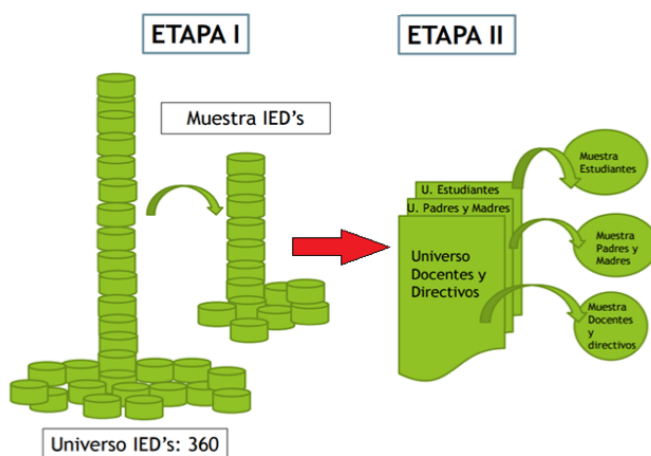 ETAPA I
ETAPA II
Muestra IED's
Universo IED's: 360
U. Estudiantes
U. Padres y Madres
Universo
Docentes y
Directivos
Muestra
Estudiantes
Muestra
Padres y
Madres
Muestra
Docentes
y
directivos